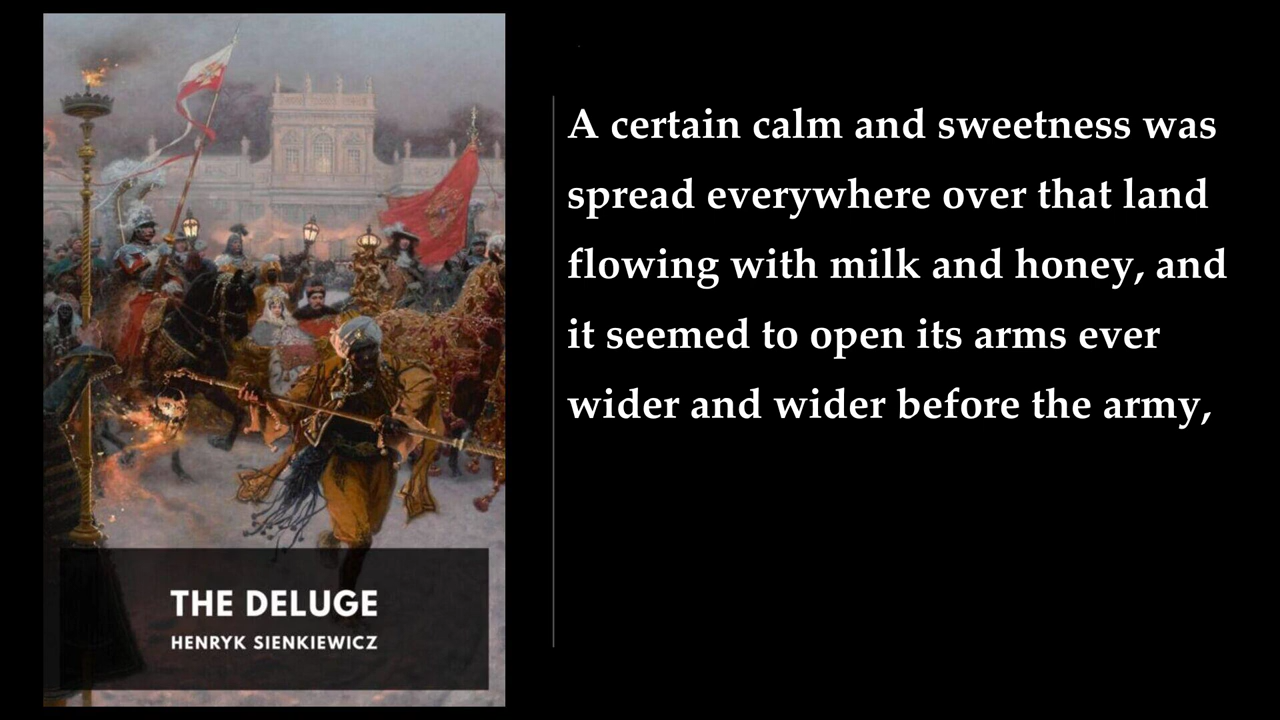 THE DELUGE
HENRYK SIENKIEWICZ
A certain calm and sweetness was
spread everywhere over that land
flowing with milk and honey, and
it seemed to open its arms ever
wider and wider before the army,